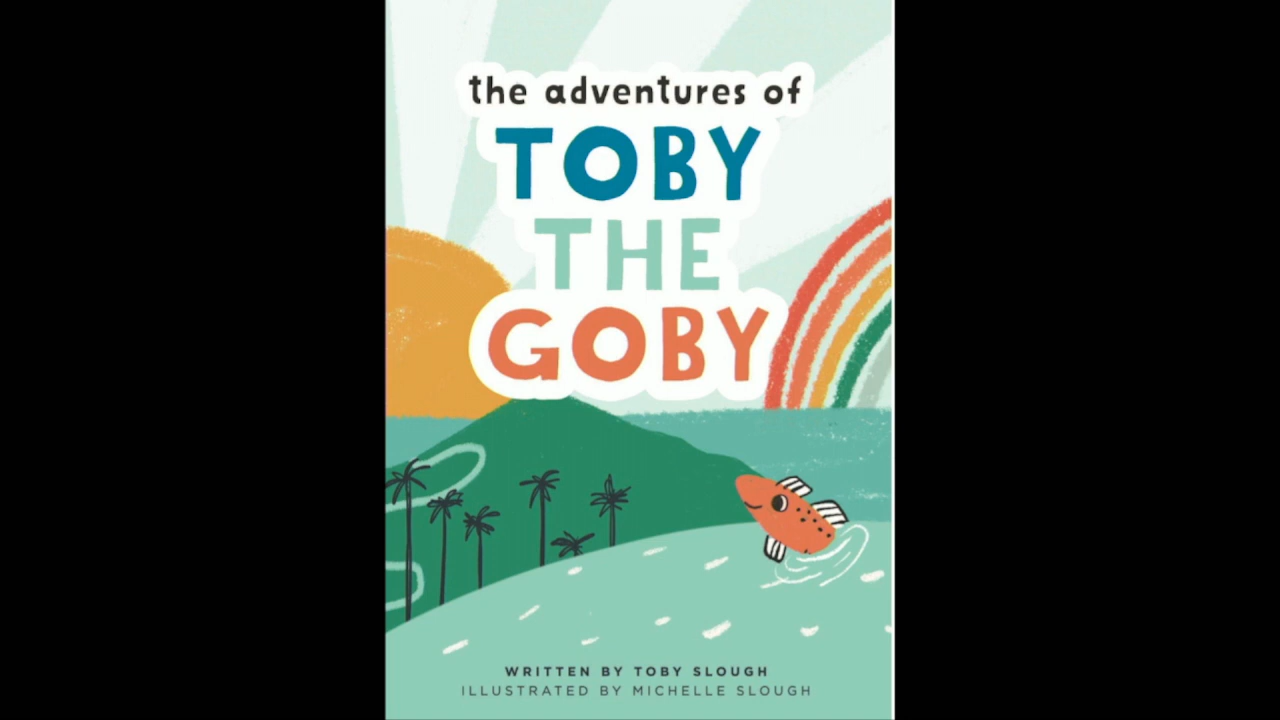 the adventures of
TOBY
THE
GOBY
WRITTEN BY TOBY SLOUGH
ILLUSTRATED BY MICHELLE SLOUGH